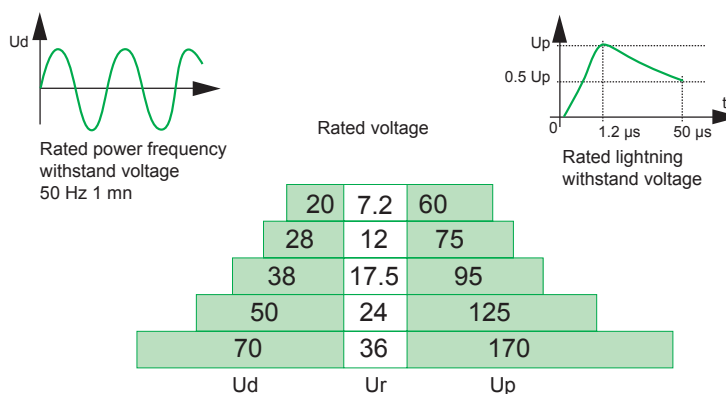 Ud
Rated power frequency
withstand voltage
50 Hz 1 mn
Rated voltage
Up
0.5 Up
t
0
1.2 µs
50 µs
Rated lightning
withstand voltage
20 7.2 60
28 12 75
38 17.5 95
50 24 125
70 36 170
Ud Ur Up